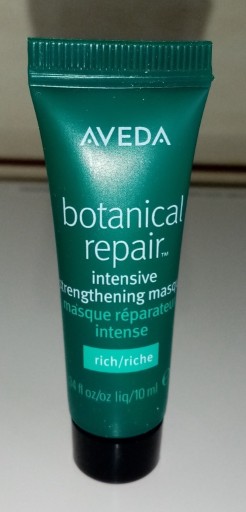 AVEDA
botanical
repair™
intensive
strengthening masque
masque réparateur
intense
rich/riche
.34 fl oz/oz liq/10 ml e